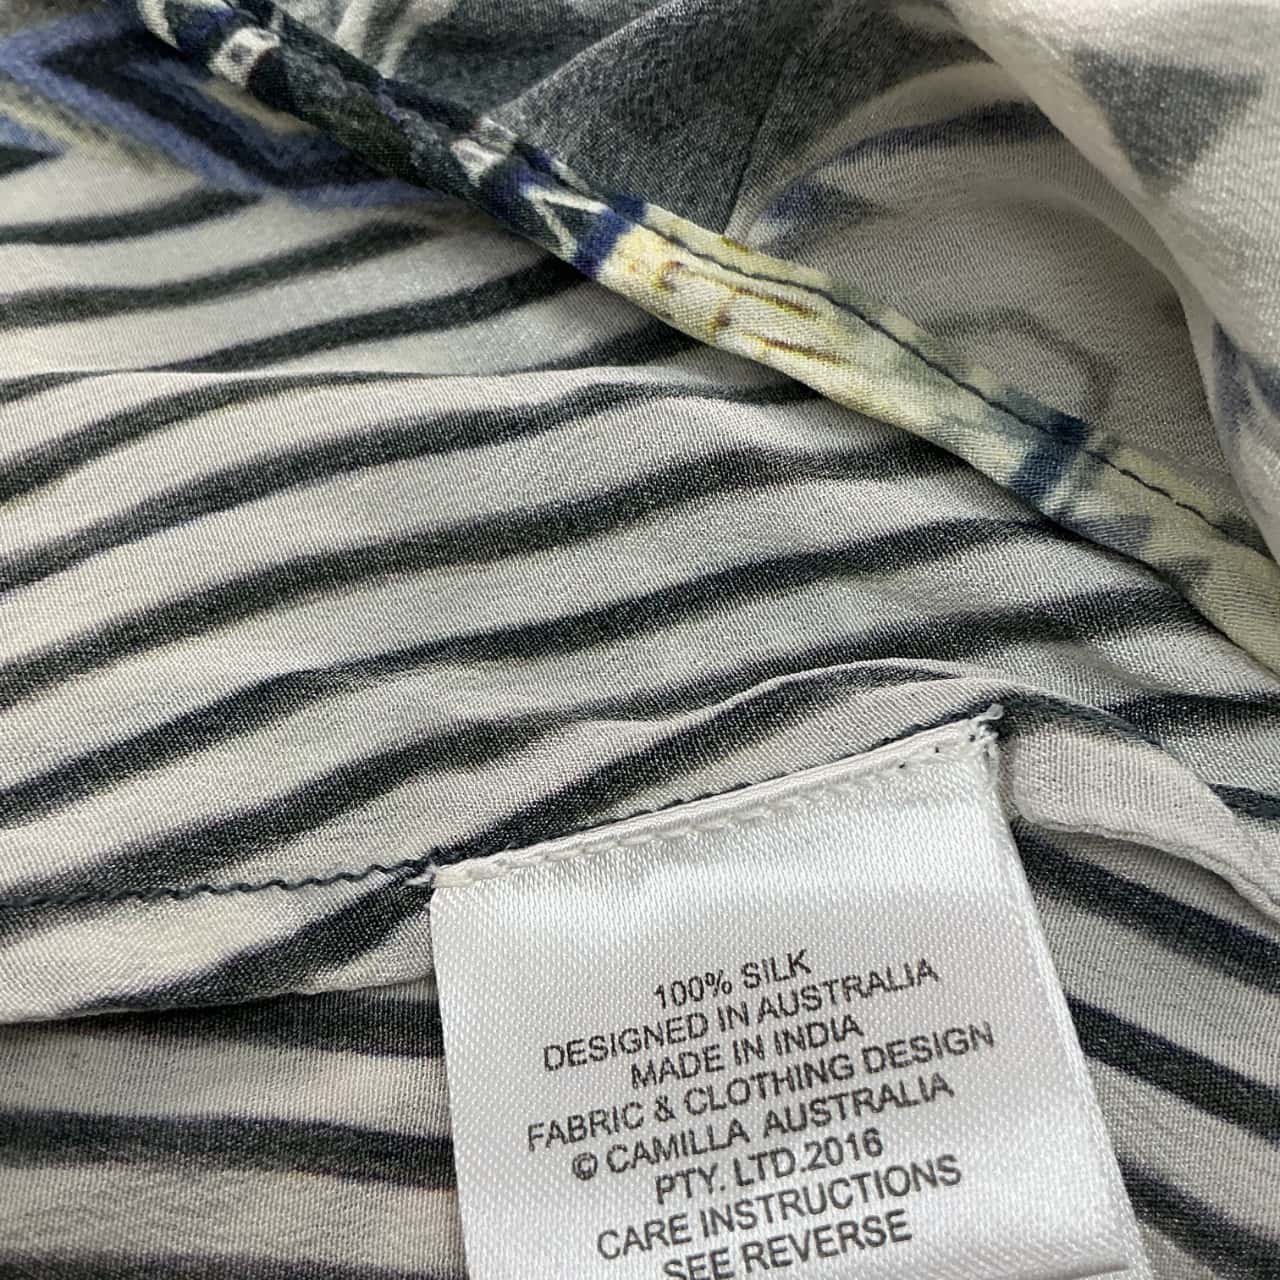 100% SILK
DESIGNED IN AUSTRALIA
MADE IN INDIA
FABRIC & CLOTHING DESIGN
© CAMILLA AUSTRALIA
PTY. LTD.2016
CARE INSTRUCTIONS
SEE REVERSE